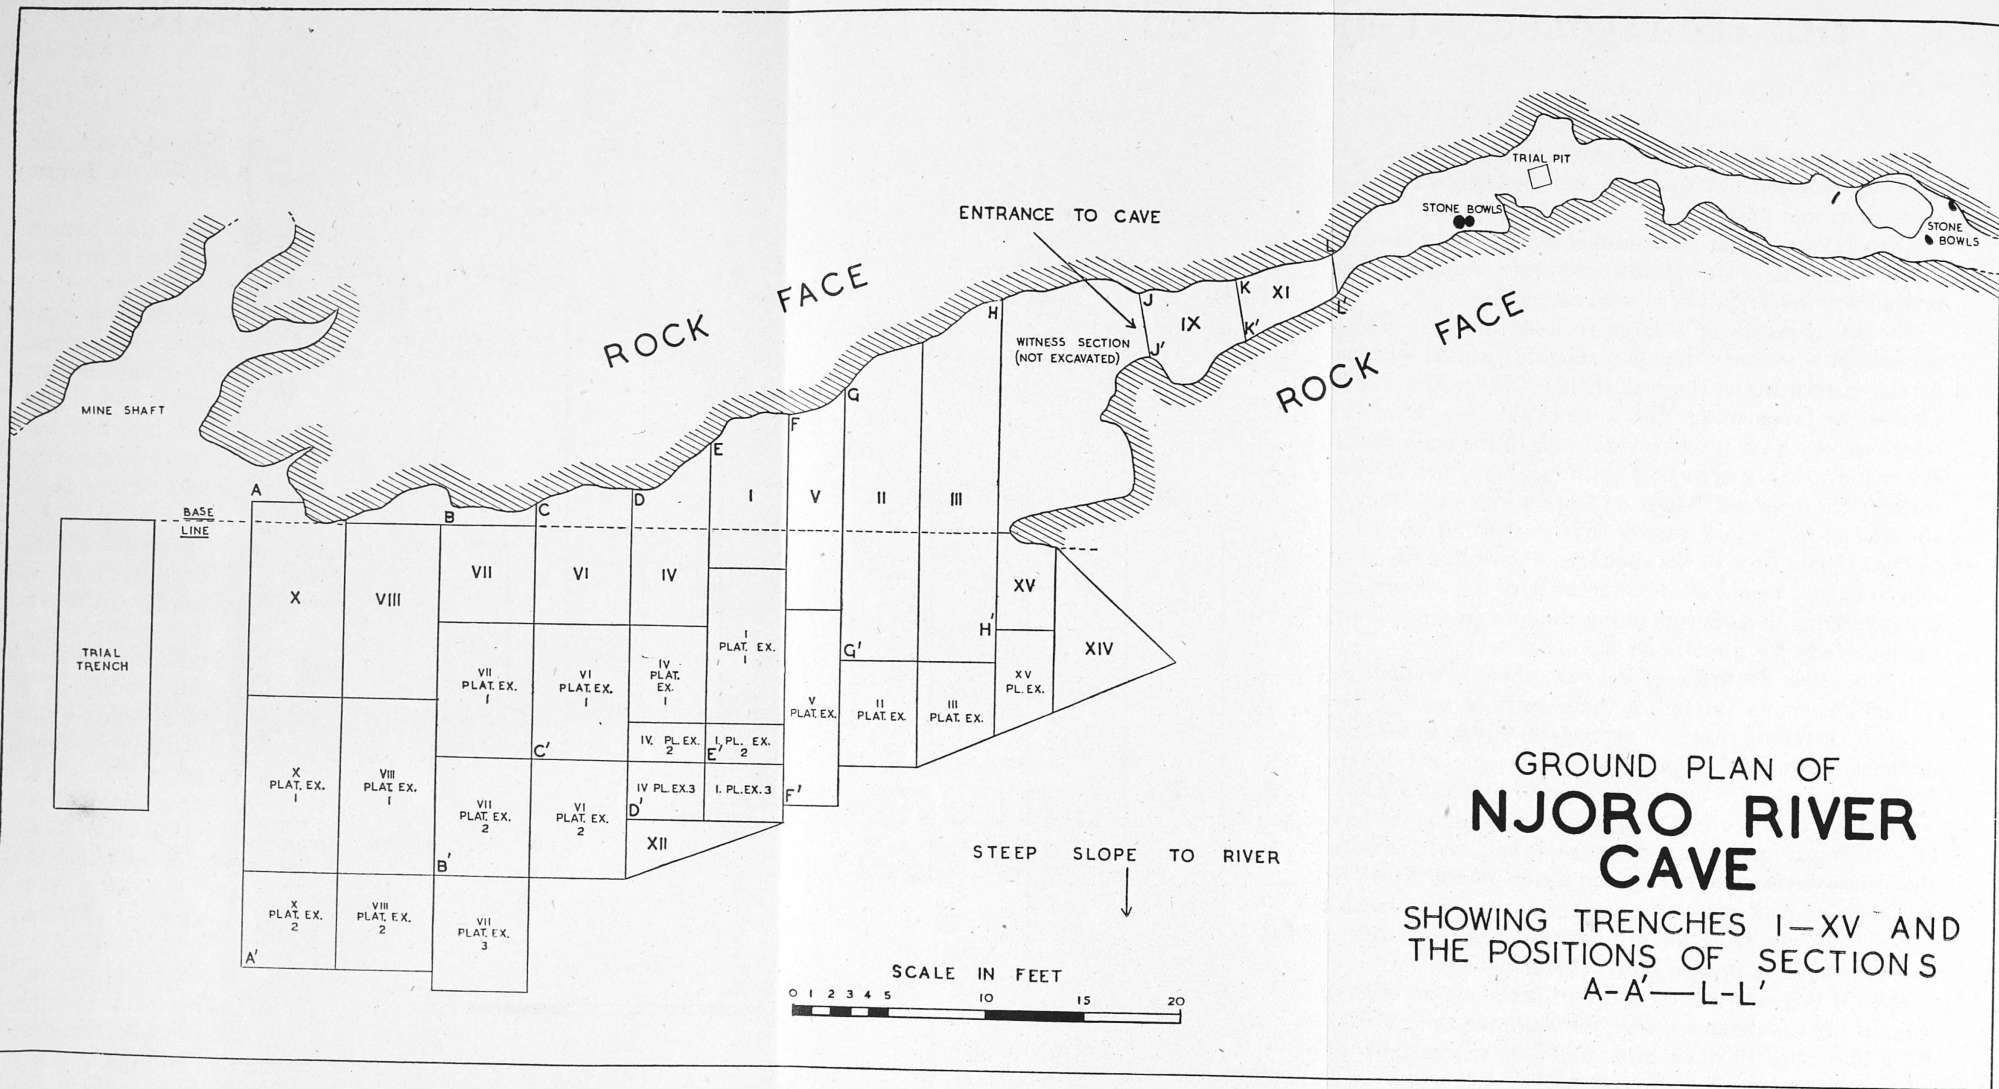 TRIAL PIT
STONE BOWLS
STONE
BOWLS
ENTRANCE TO CAVE
ROCK FACE
L
K
XI
J
IX
K'
L'
J'
H
WITNESS SECTION
(NOT EXCAVATED)
ROCK FACE
MINE SHAFT
G
F
E
A
BASE
LINE
B
C
D
I
V
II
III
X
VIII
VII
VI
IV
XV
H'
XIV
TRIAL
TRENCH
I
PLAT. EX.
1
G'
VII
PLAT. EX.
1
VI
PLAT. EX.
1
IV
PLAT.
EX.
1
V
PLAT. EX.
II
PLAT. EX.
III
PLAT. EX.
XV
PL. EX.
C'
IV. PL. EX.
2
E'
I. PL. EX.
2
X
PLAT. EX.
1
VIII
PLAT. EX.
1
VII
PLAT. EX.
2
VI
PLAT. EX.
2
IV PL. EX. 3
I. PL. EX. 3
F'
D'
XII
B'
X
PLAT. EX.
2
VIII
PLAT. EX.
2
VII
PLAT. EX.
3
A'
STEEP SLOPE TO RIVER
SCALE IN FEET
0 1 2 3 4 5 10 15 20
GROUND PLAN OF
NJORO RIVER
CAVE
SHOWING TRENCHES I—XV AND
THE POSITIONS OF SECTIONS
A-A'—L-L'